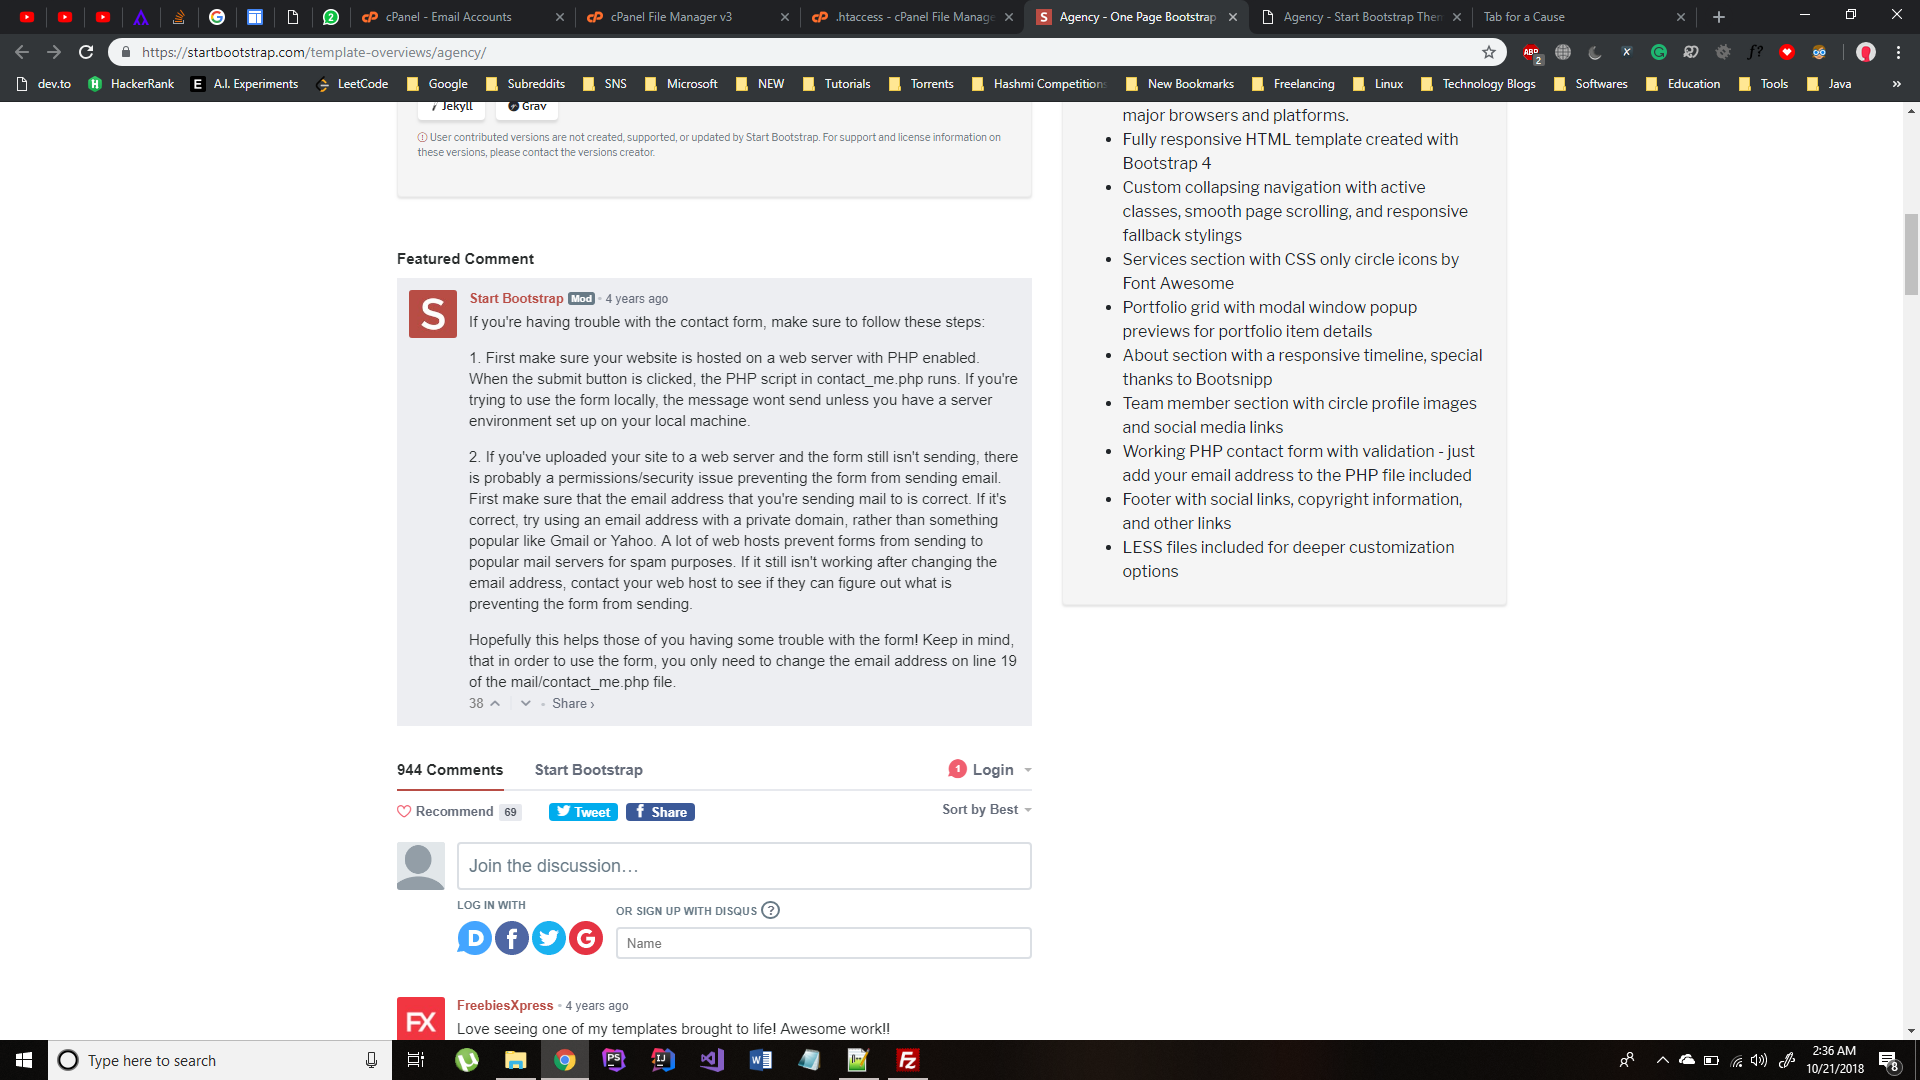 2
cPanel - Email Accounts
cPanel File Manager v3
.htaccess - cPanel File Manage
Agency - One Page Bootstrap
Agency - Start Bootstrap Them
Tab for a Cause
https://startbootstrap.com/template-overviews/agency/
ABP
2
dev.to
HackerRank
A.I. Experiments
LeetCode
Google
Subreddits
SNS
Microsoft
NEW
Tutorials
Torrents
Hashmi Competitions
New Bookmarks
Freelancing
Linux
Technology Blogs
Softwares
Education
Tools
Java
»
Jekyll
Grav
User contributed versions are not created, supported, or updated by Start Bootstrap. For support and license information on
these versions, please contact the versions creator.
Featured Comment
S
Start Bootstrap Mod • 4 years ago
If you're having trouble with the contact form, make sure to follow these steps:
1. First make sure your website is hosted on a web server with PHP enabled.
When the submit button is clicked, the PHP script in contact_me.php runs. If you're
trying to use the form locally, the message wont send unless you have a server
environment set up on your local machine.
2. If you've uploaded your site to a web server and the form still isn't sending, there
is probably a permissions/security issue preventing the form from sending email.
First make sure that the email address that you're sending mail to is correct. If it's
correct, try using an email address with a private domain, rather than something
popular like Gmail or Yahoo. A lot of web hosts prevent forms from sending to
popular mail servers for spam purposes. If it still isn't working after changing the
email address, contact your web host to see if they can figure out what is
preventing the form from sending.
Hopefully this helps those of you having some trouble with the form! Keep in mind,
that in order to use the form, you only need to change the email address on line 19
of the mail/contact_me.php file.
38 • Share ›
944 Comments
Start Bootstrap
1 Login
Recommend 69
Tweet
Share
Sort by Best
Join the discussion…
LOG IN WITH
OR SIGN UP WITH DISQUS ?
D f G
Name
FX
FreebiesXpress • 4 years ago
Love seeing one of my templates brought to life! Awesome work!!
major browsers and platforms.
• Fully responsive HTML template created with
Bootstrap 4
• Custom collapsing navigation with active
classes, smooth page scrolling, and responsive
fallback stylings
• Services section with CSS only circle icons by
Font Awesome
• Portfolio grid with modal window popup
previews for portfolio item details
• About section with a responsive timeline, special
thanks to Bootsnipp
• Team member section with circle profile images
and social media links
• Working PHP contact form with validation - just
add your email address to the PHP file included
• Footer with social links, copyright information,
and other links
• LESS files included for deeper customization
options
Type here to search
2:36 AM
10/21/2018
8